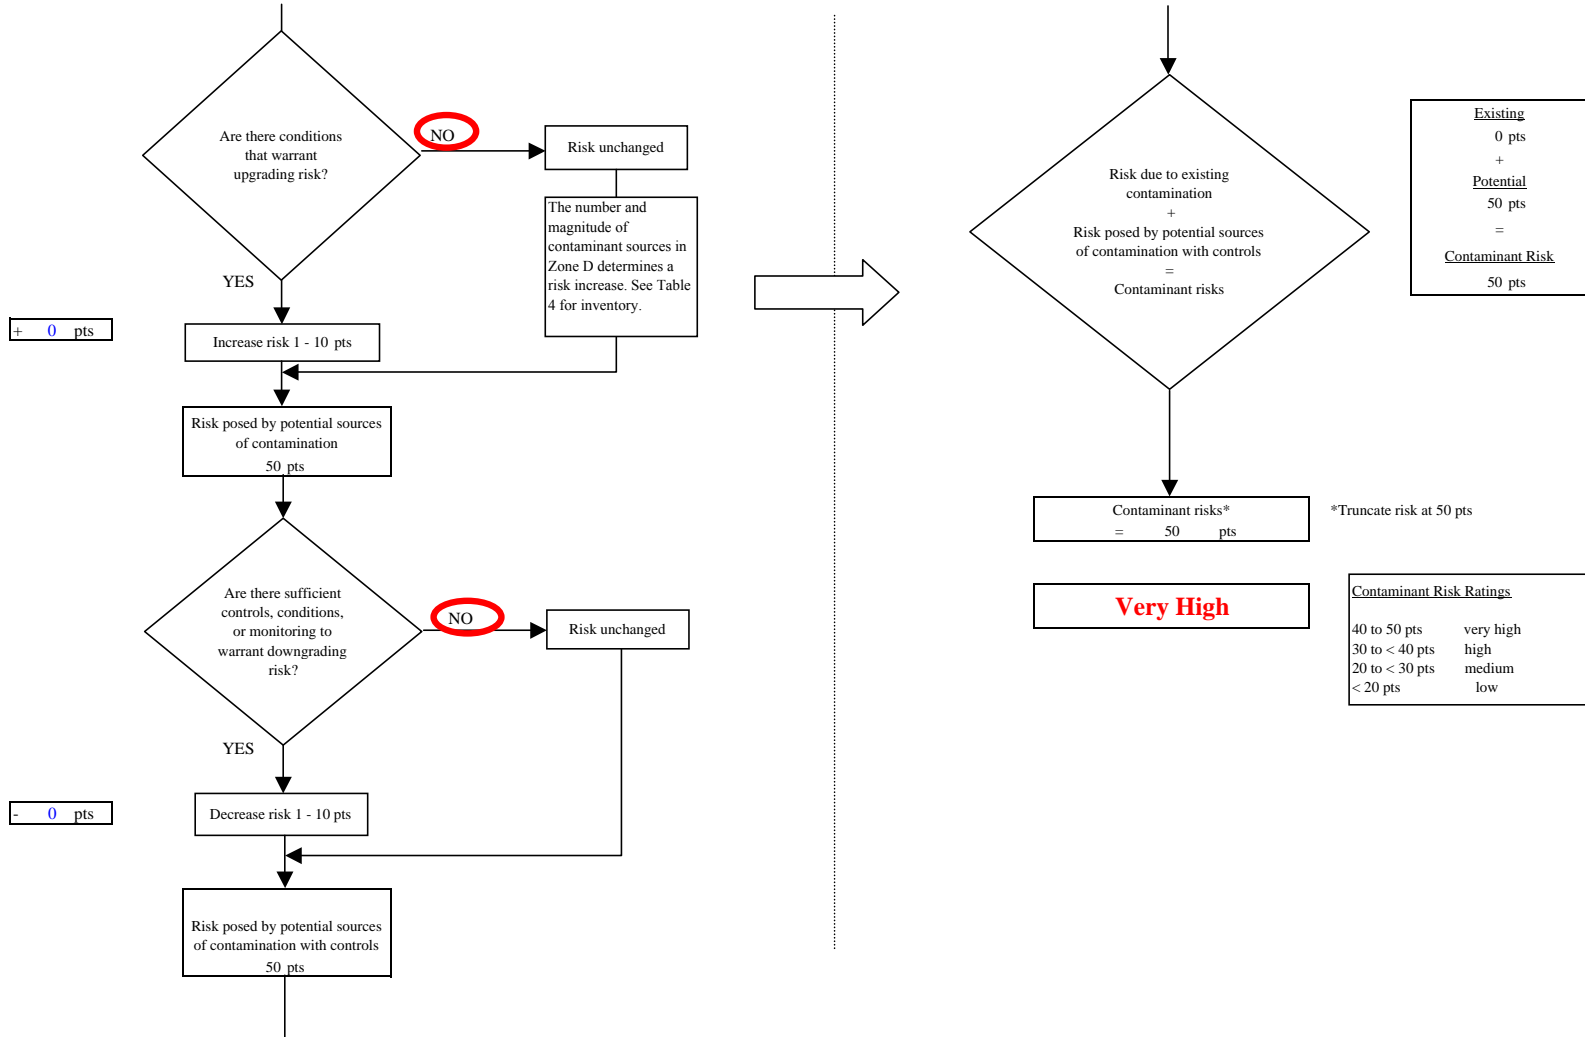 Are there conditions
that warrant
upgrading risk?
NO
Risk unchanged
The number and
magnitude of
contaminant sources in
Zone D determines a
risk increase. See Table
4 for inventory.
YES
+ 0 pts
Increase risk 1 - 10 pts
Risk posed by potential sources
of contamination
50 pts
Are there sufficient
controls, conditions,
or monitoring to
warrant downgrading
risk?
NO
Risk unchanged
YES
- 0 pts
Decrease risk 1 - 10 pts
Risk posed by potential sources
of contamination with controls
50 pts
Risk due to existing
contamination
+
Risk posed by potential sources
of contamination with controls
=
Contaminant risks
Existing
0 pts
+
Potential
50 pts
=
Contaminant Risk
50 pts
Contaminant risks*
= 50 pts
*Truncate risk at 50 pts
Very High
Contaminant Risk Ratings
40 to 50 pts very high
30 to < 40 pts high
20 to < 30 pts medium
< 20 pts low